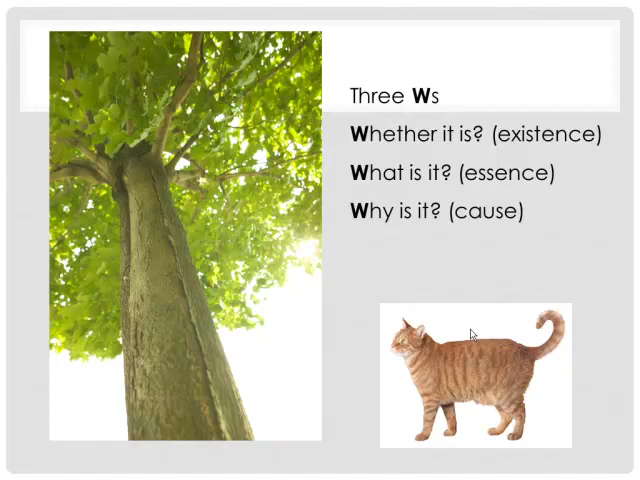 Three Ws
Whether it is? (existence)
What is it? (essence)
Why is it? (cause)